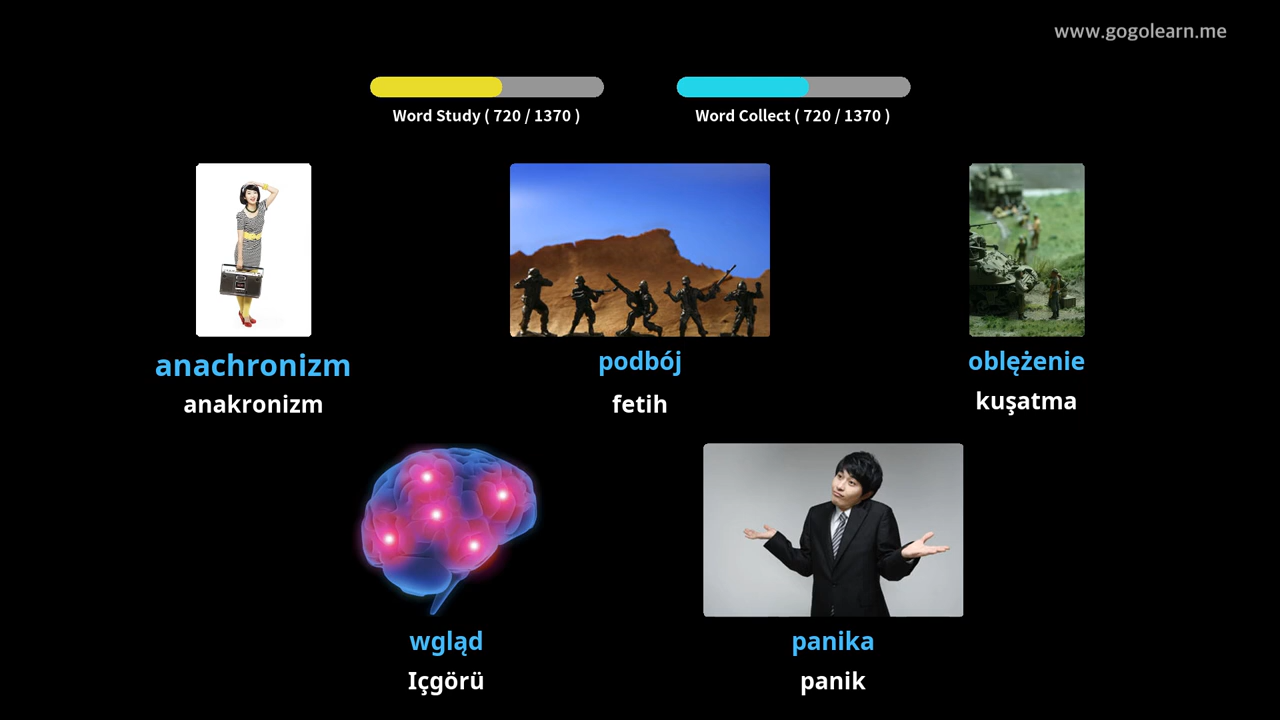 www.gogolearn.me
Word Study ( 720 / 1370 )
Word Collect ( 720 / 1370 )
anachronizm
anakronizm
podbój
fetih
oblężenie
kuşatma
wgląd
Içgörü
panika
panik